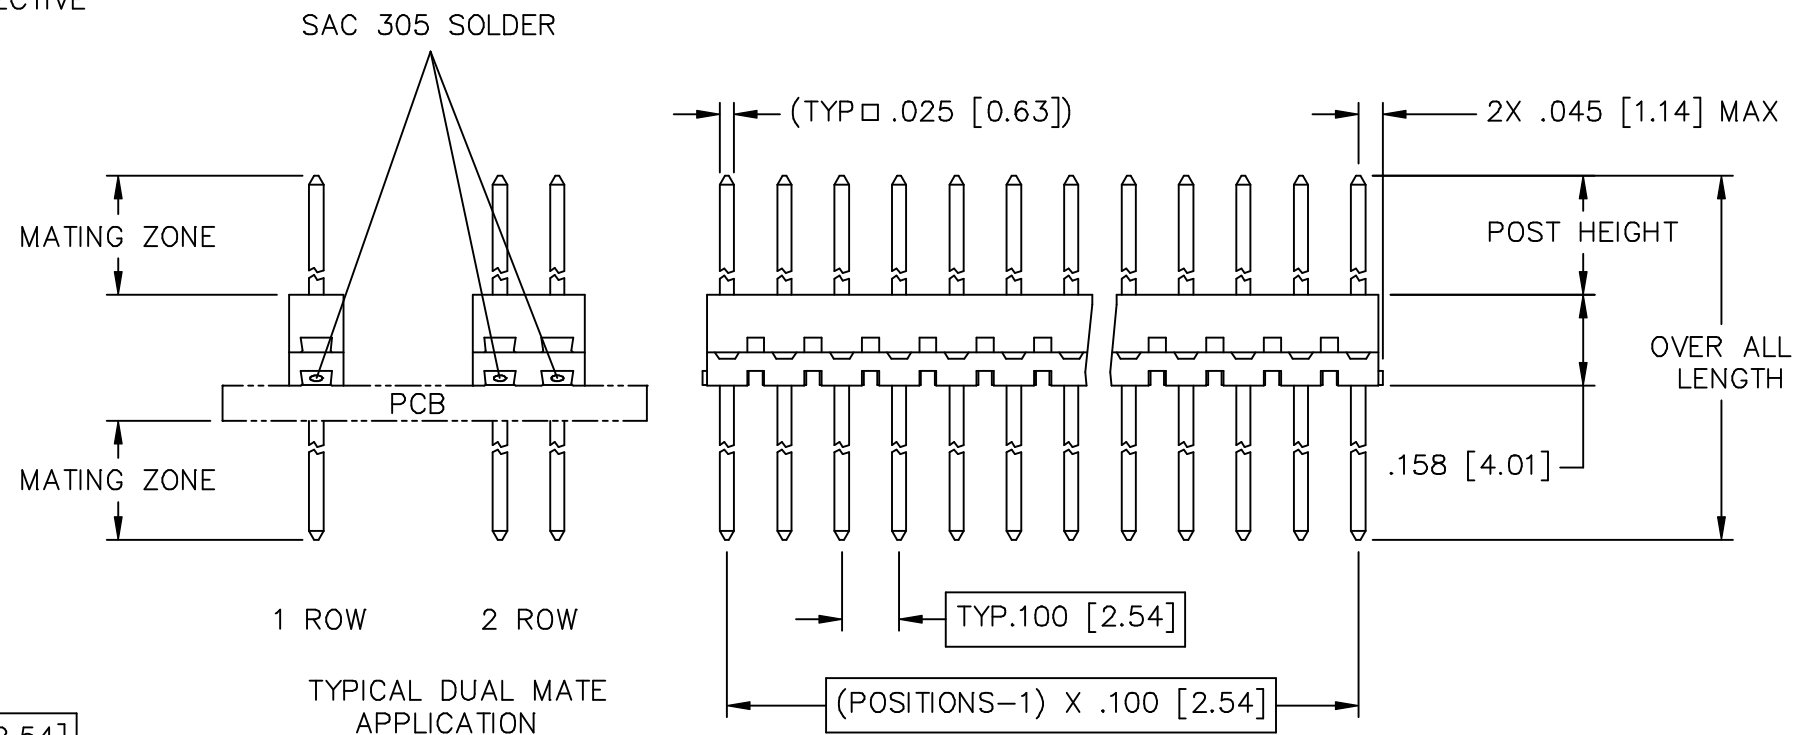 SAC 305 SOLDER
(TYP□ .025 [0.63])
2X .045 [1.14] MAX
MATING ZONE
POST HEIGHT
OVER ALL
LENGTH
PCB
MATING ZONE
.158 [4.01]
1 ROW
2 ROW
TYP.100 [2.54]
TYPICAL DUAL MATE
APPLICATION
(POSITIONS-1) X .100 [2.54]